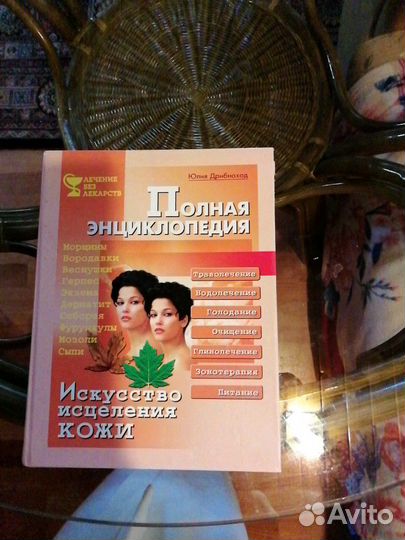 Юлия Дрибноход
ЛЕЧЕНИЕ
БЕЗ
ЛЕКАРСТВ
ПОЛНАЯ
ЭНЦИКЛОПЕДИЯ
Морщины
Бородавки
Веснушки
Герпес
Экзема
Дерматит
Себорея
Фурункулы
Мозоли
Сыпи
Траволечение
Водолечение
Голодание
Очищение
Глинолечение
Зонотерапия
Питание
ИСКУССТВО
ИСЦЕЛЕНИЯ
КОЖИ
Avito